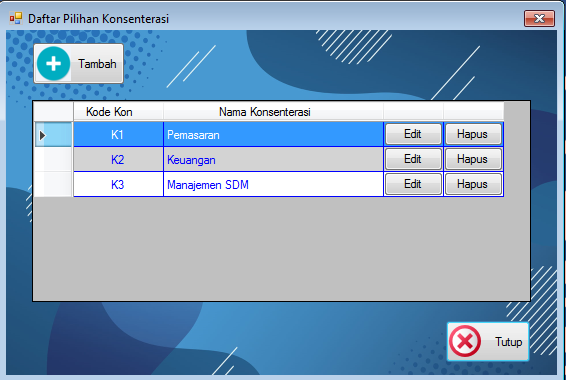 Daftar Pilihan Konsenterasi
Tambah
Kode Kon Nama Konsenterasi
K1 Pemasaran Edit Hapus
K2 Keuangan Edit Hapus
K3 Manajemen SDM Edit Hapus
Tutup